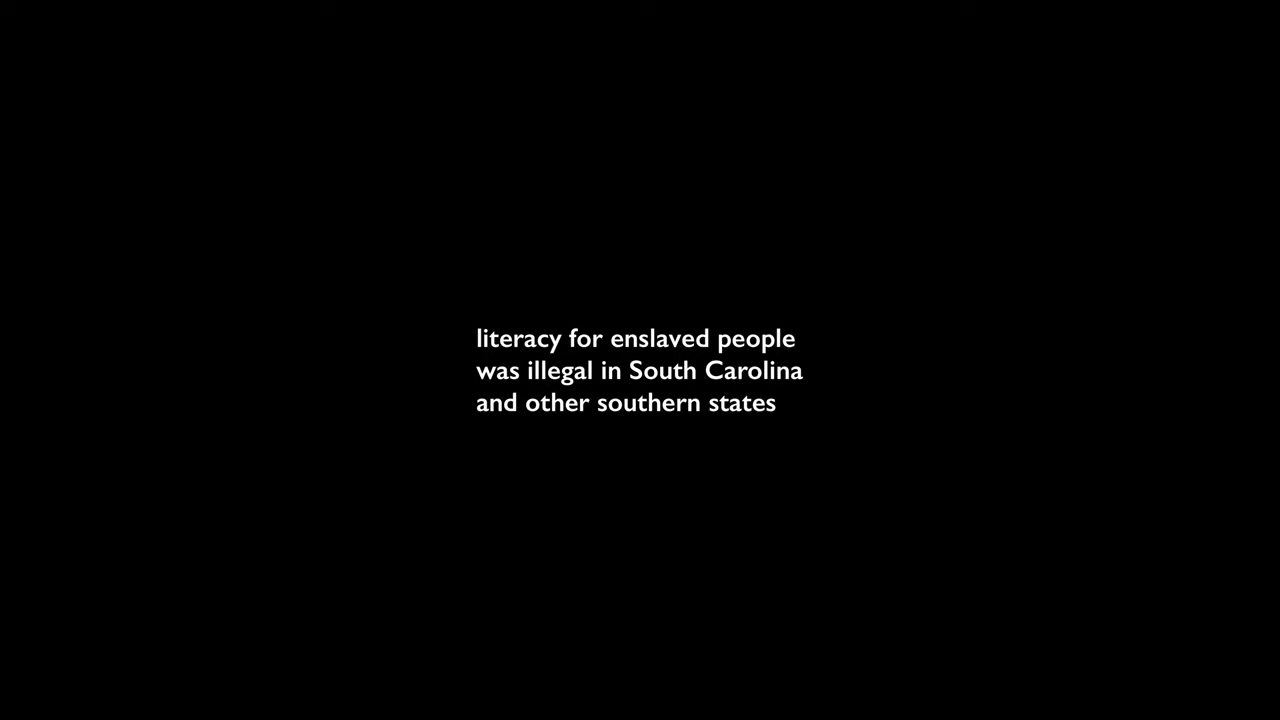 literacy for enslaved people
was illegal in South Carolina
and other southern states